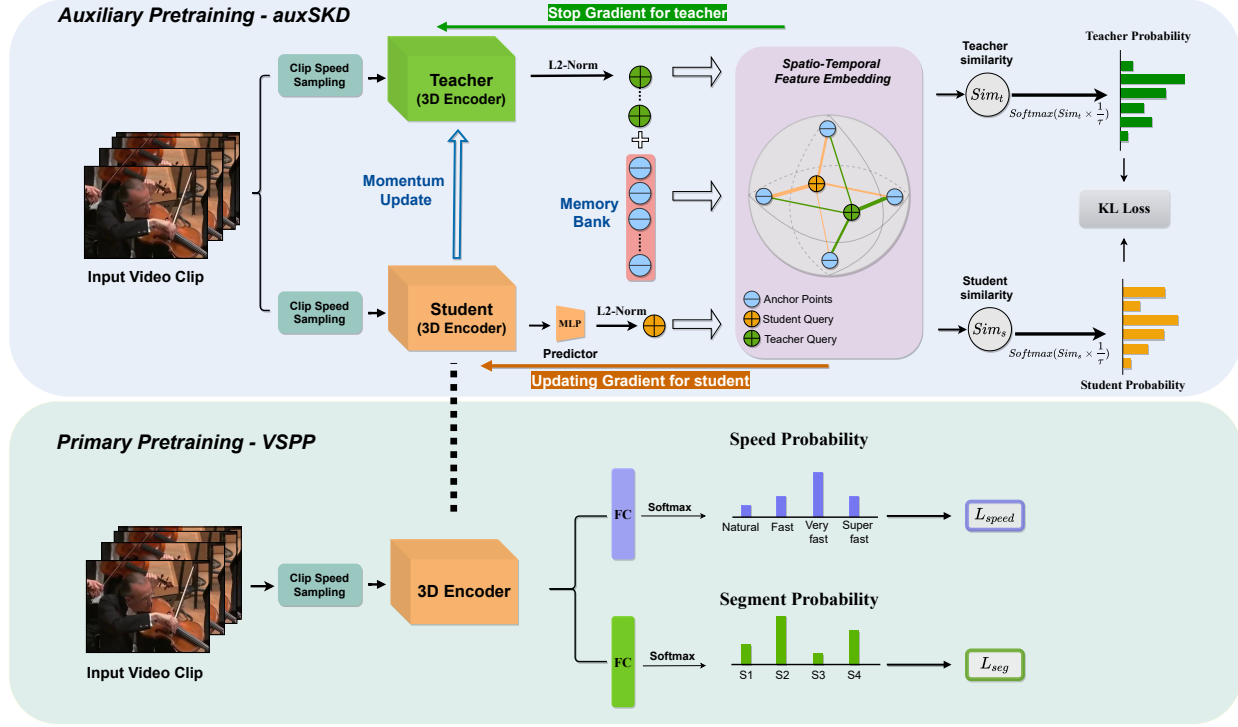 Auxiliary Pretraining - auxSKD
Stop Gradient for teacher
Clip Speed
Sampling
Teacher
(3D Encoder)
L2-Norm
Spatio-Temporal
Feature Embedding
Teacher
similarity
Sim_t
Softmax(Sim_t × 1/τ)
Teacher Probability
Momentum
Update
Memory
Bank
KL Loss
Input Video Clip
Clip Speed
Sampling
Student
(3D Encoder)
MLP
Predictor
L2-Norm
Anchor Points
Student Query
Teacher Query
Student
similarity
Sim_s
Softmax(Sim_s × 1/τ)
Student Probability
Updating Gradient for student
Primary Pretraining - VSPP
Speed Probability
FC
Softmax
Natural
Fast
Very
fast
Super
fast
L_speed
Clip Speed
Sampling
3D Encoder
Input Video Clip
Segment Probability
FC
Softmax
S1
S2
S3
S4
L_seg